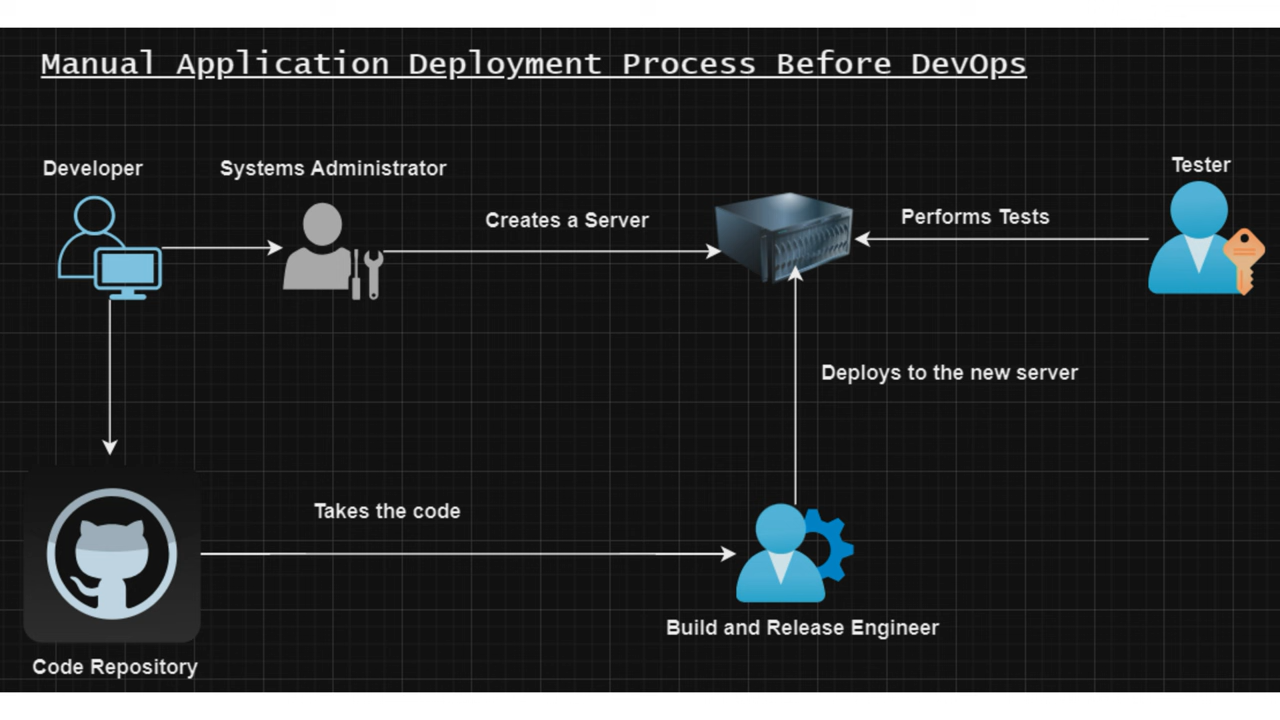 Manual Application Deployment Process Before DevOps
Developer
Systems Administrator
Tester
Creates a Server
Performs Tests
Deploys to the new server
Takes the code
Build and Release Engineer
Code Repository